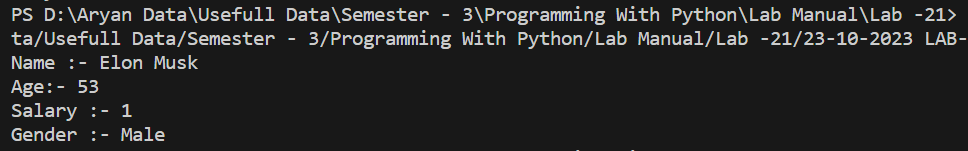 PS D:\Aryan Data\Usefull Data\Semester - 3\Programming With Python\Lab Manual\Lab -21>
ta/Usefull Data/Semester - 3/Programming With Python/Lab Manual/Lab -21/23-10-2023 LAB-
Name :- Elon Musk
Age:- 53
Salary :- 1
Gender :- Male